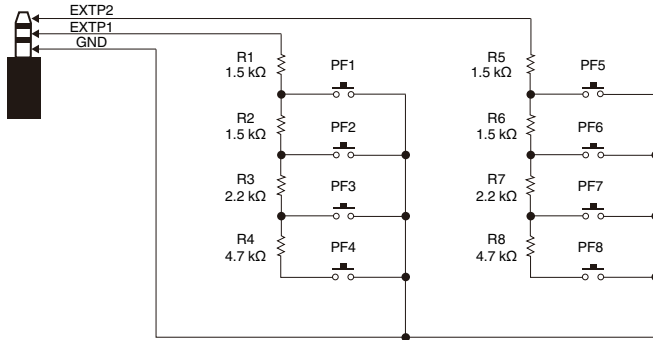 EXTP2
EXTP1
GND
R1
1.5 kΩ
PF1
R2
1.5 kΩ
PF2
R3
2.2 kΩ
PF3
R4
4.7 kΩ
PF4
R5
1.5 kΩ
PF5
R6
1.5 kΩ
PF6
R7
2.2 kΩ
PF7
R8
4.7 kΩ
PF8